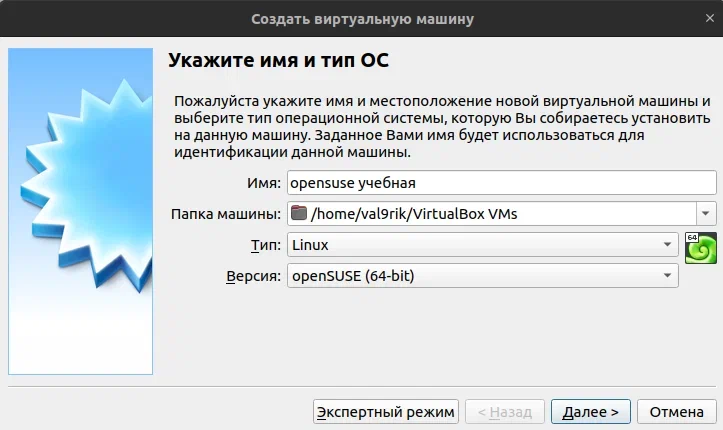 Создать виртуальную машину
Укажите имя и тип ОС
Пожалуйста укажите имя и местоположение новой виртуальной машины и
выберите тип операционной системы, которую Вы собираетесь установить
на данную машину. Заданное Вами имя будет использоваться для
идентификации данной машины.
Имя: opensuse учебная
Папка машины: /home/val9rik/VirtualBox VMs
Тип: Linux 64
Версия: openSUSE (64-bit)
Экспертный режим < Назад Далее > Отмена